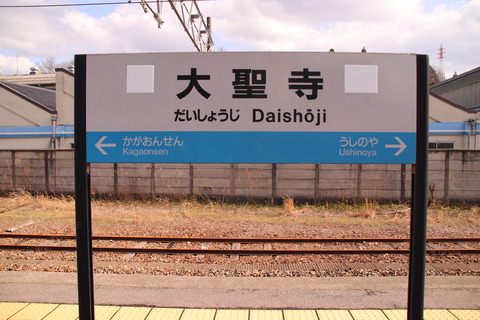 大聖寺
だいしょうじ Daishōji
← かがおんせん うしのや →
Kagaonsen Ushinoya